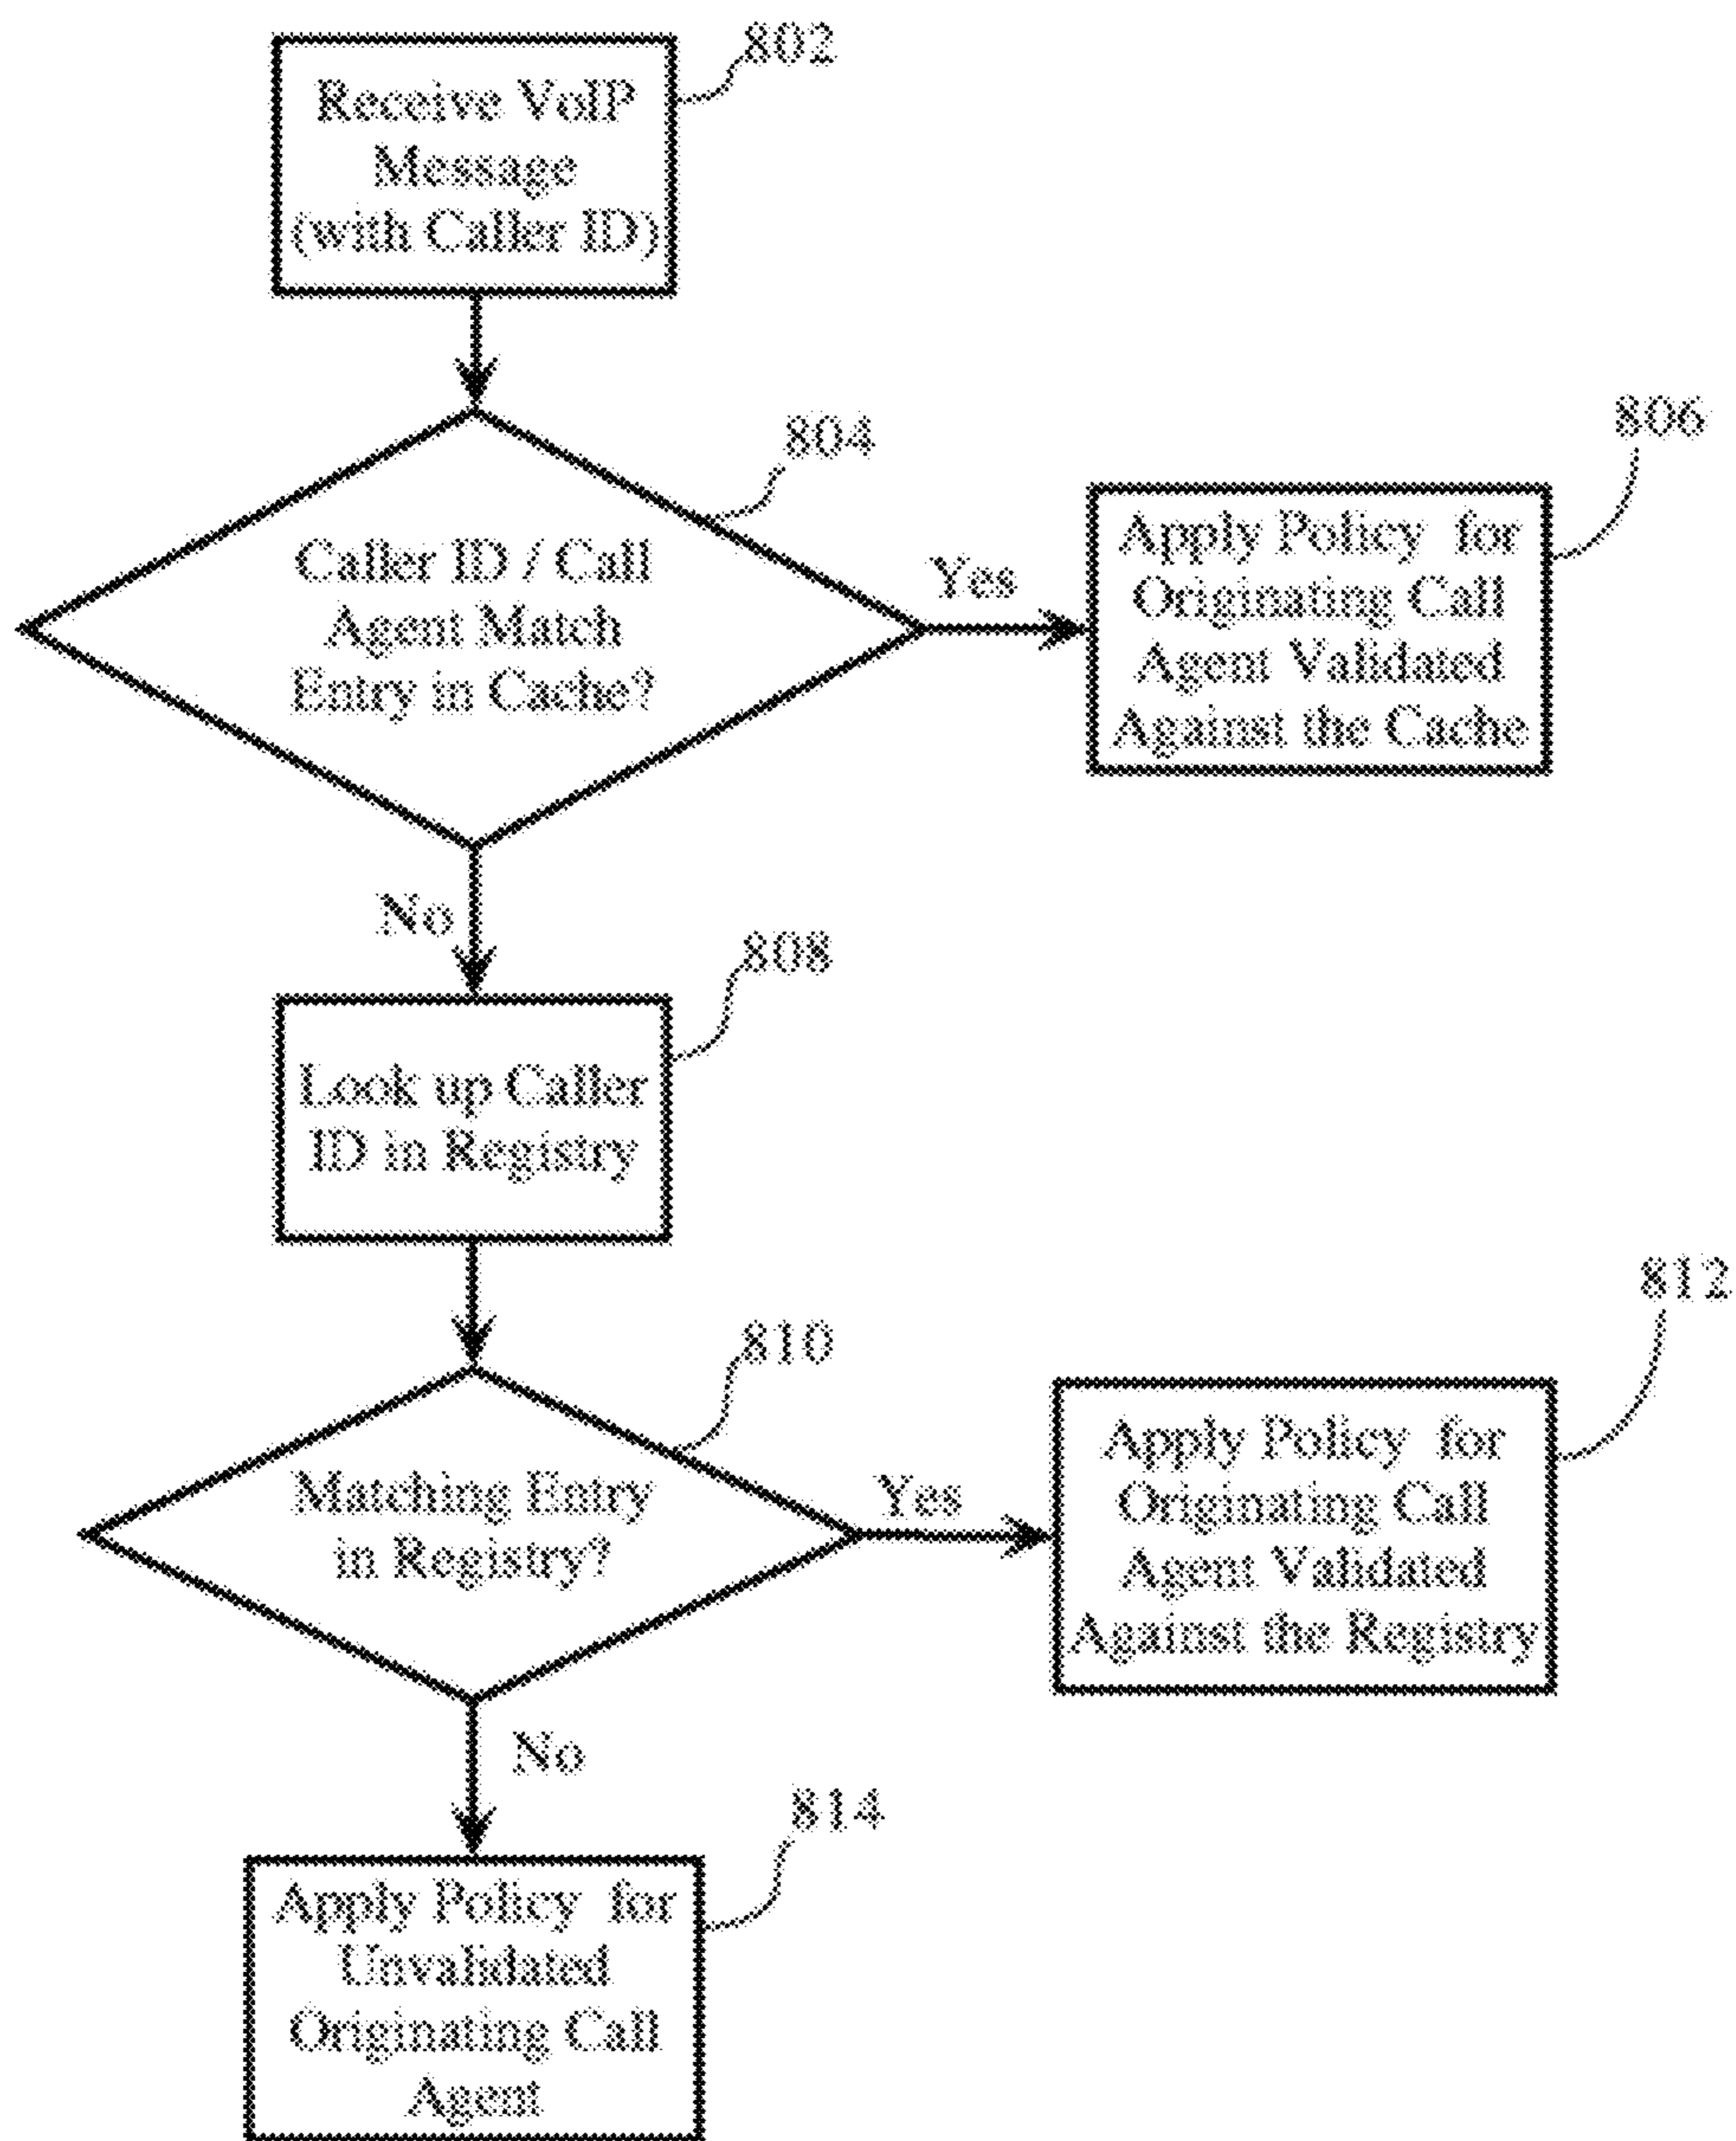 802
Receive VoIP
Message
(with Caller ID)
804
Caller ID / Call
Agent Match
Entry in Cache?
Yes
806
Apply Policy for
Originating Call
Agent Validated
Against the Cache
No
808
Look up Caller
ID in Registry
810
Matching Entry
in Registry?
Yes
812
Apply Policy for
Originating Call
Agent Validated
Against the Registry
No
814
Apply Policy for
Unvalidated
Originating Call
Agent